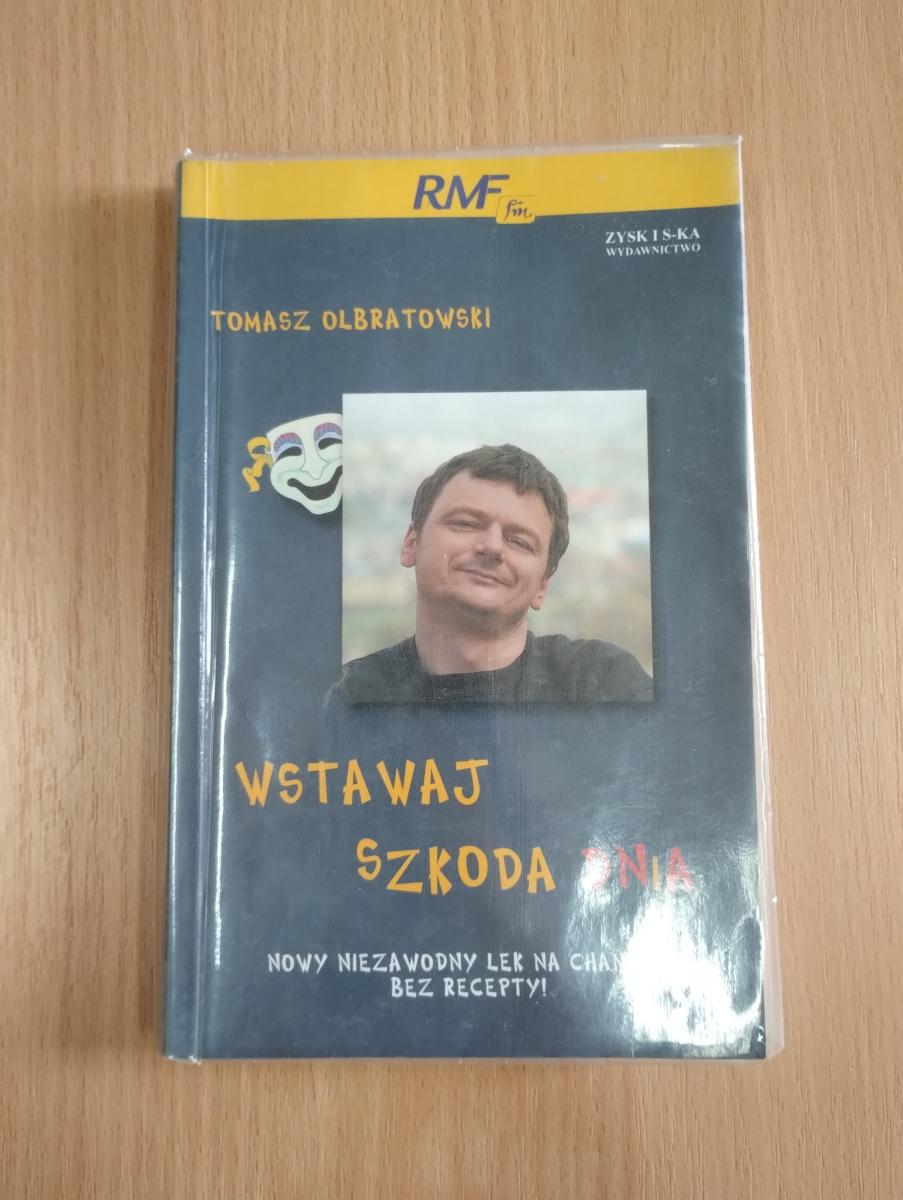 RMF fm
ZYSK I S-KA
WYDAWNICTWO
TOMASZ OLBRATOWSKI
WSTAWAJ
SZKODA DNIA
NOWY NIEZAWODNY LEK NA
BEZ RECEPTY!